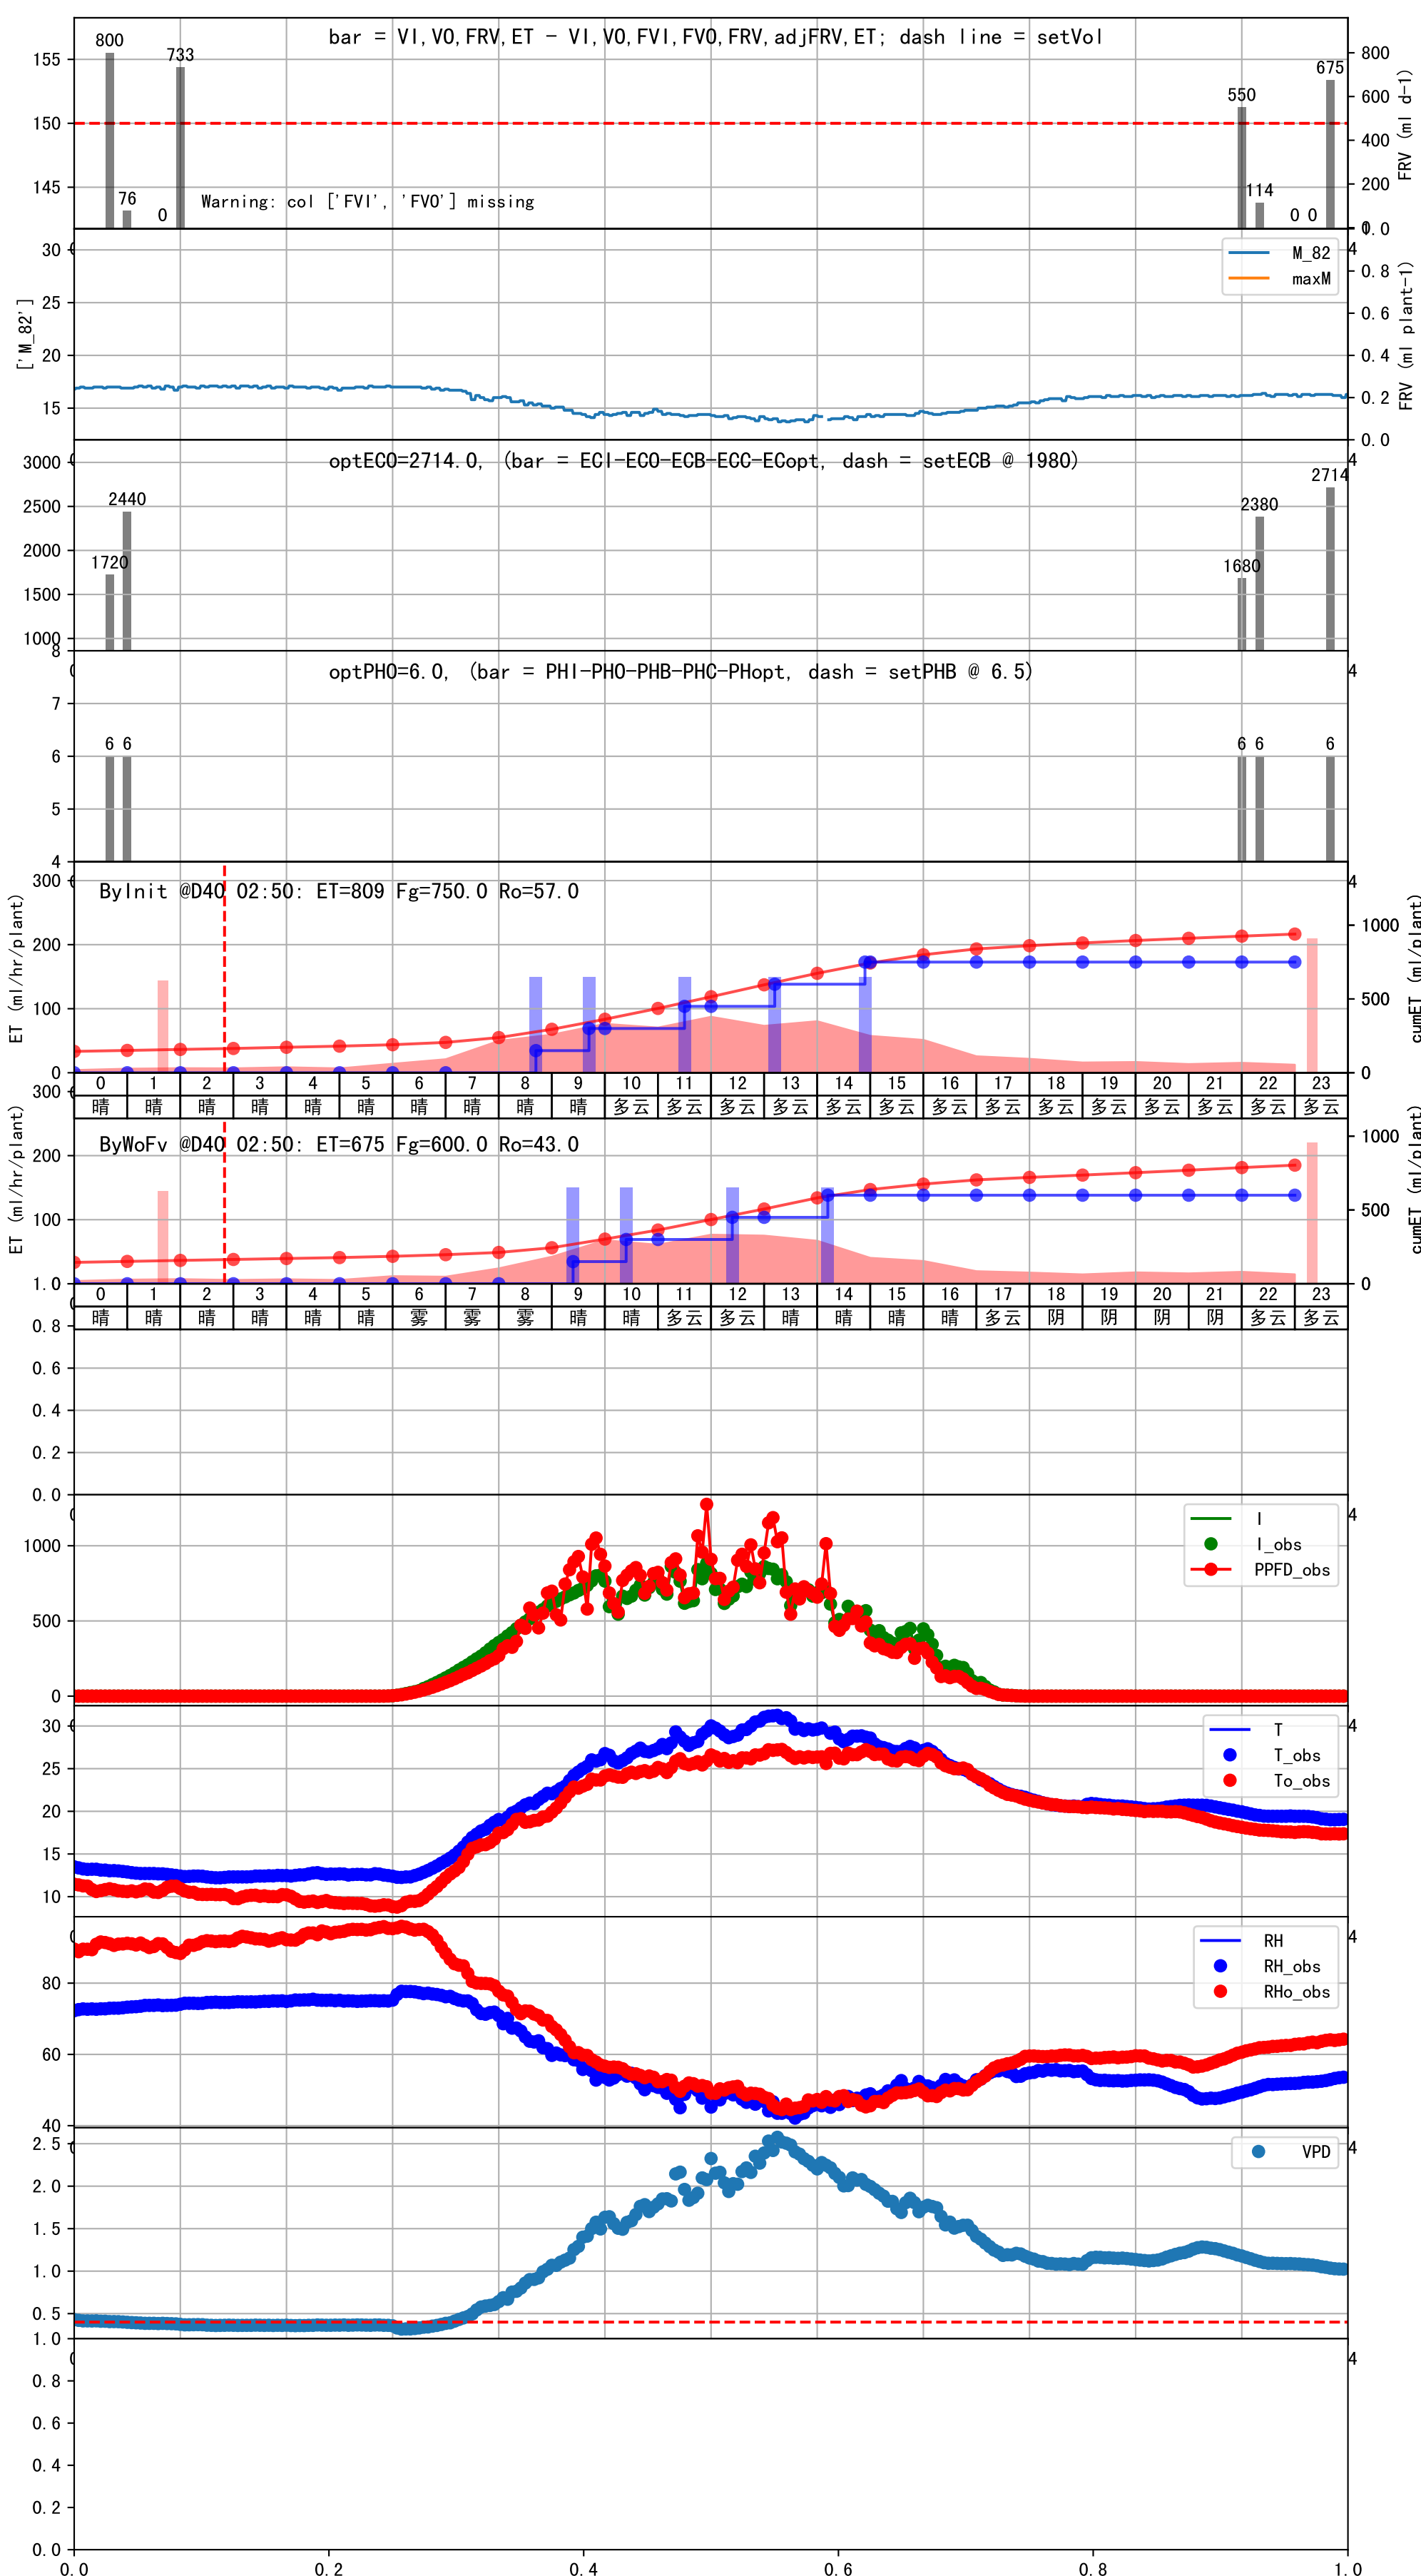 bar = VI,VO,FRV,ET - VI,VO,FVI,FVO,FRV,adjFRV,ET; dash line = setVol
800
76
0
733
550
114
0 0
675
Warning: col ['FVI', 'FVO'] missing
155
150
145
800
600
400
200
0
FRV (ml d-1)
M_82
maxM
['M_82']
30
25
20
15
1.0
0.8
0.6
0.4
0.2
0.0
FRV (ml plant-1)
optECO=2714.0, (bar = ECI-ECO-ECB-ECC-ECopt, dash = setECB @ 1980)
3000
2500
2000
1500
1000
1720
2440
1680
2380
2714
optPHO=6.0, (bar = PHI-PHO-PHB-PHC-PHopt, dash = setPHB @ 6.5)
8
7
6
5
4
6 6
6 6
6
ByInit @D40 02:50: ET=809 Fg=750.0 Ro=57.0
ET (ml/hr/plant)
300
200
100
0
1000
500
0
cumET (ml/plant)
0 1 2 3 4 5 6 7 8 9 10 11 12 13 14 15 16 17 18 19 20 21 22 23
晴 晴 晴 晴 晴 晴 晴 晴 晴 晴 多云 多云 多云 多云 多云 多云 多云 多云 多云 多云 多云 多云 多云 多云
ByWoFv @D40 02:50: ET=675 Fg=600.0 Ro=43.0
ET (ml/hr/plant)
300
200
100
1000
500
0
cumET (ml/plant)
0 1 2 3 4 5 6 7 8 9 10 11 12 13 14 15 16 17 18 19 20 21 22 23
晴 晴 晴 晴 晴 晴 雾 雾 雾 晴 晴 多云 多云 晴 晴 晴 晴 多云 阴 阴 阴 阴 多云 多云
1.0
0.8
0.6
0.4
0.2
0.0
I
I_obs
PPFD_obs
1000
500
0
T
T_obs
To_obs
30
25
20
15
10
RH
RH_obs
RHo_obs
80
60
40
VPD
2.5
2.0
1.5
1.0
0.5
1.0
0.8
0.6
0.4
0.2
0.0
0.0 0.2 0.4 0.6 0.8 1.0